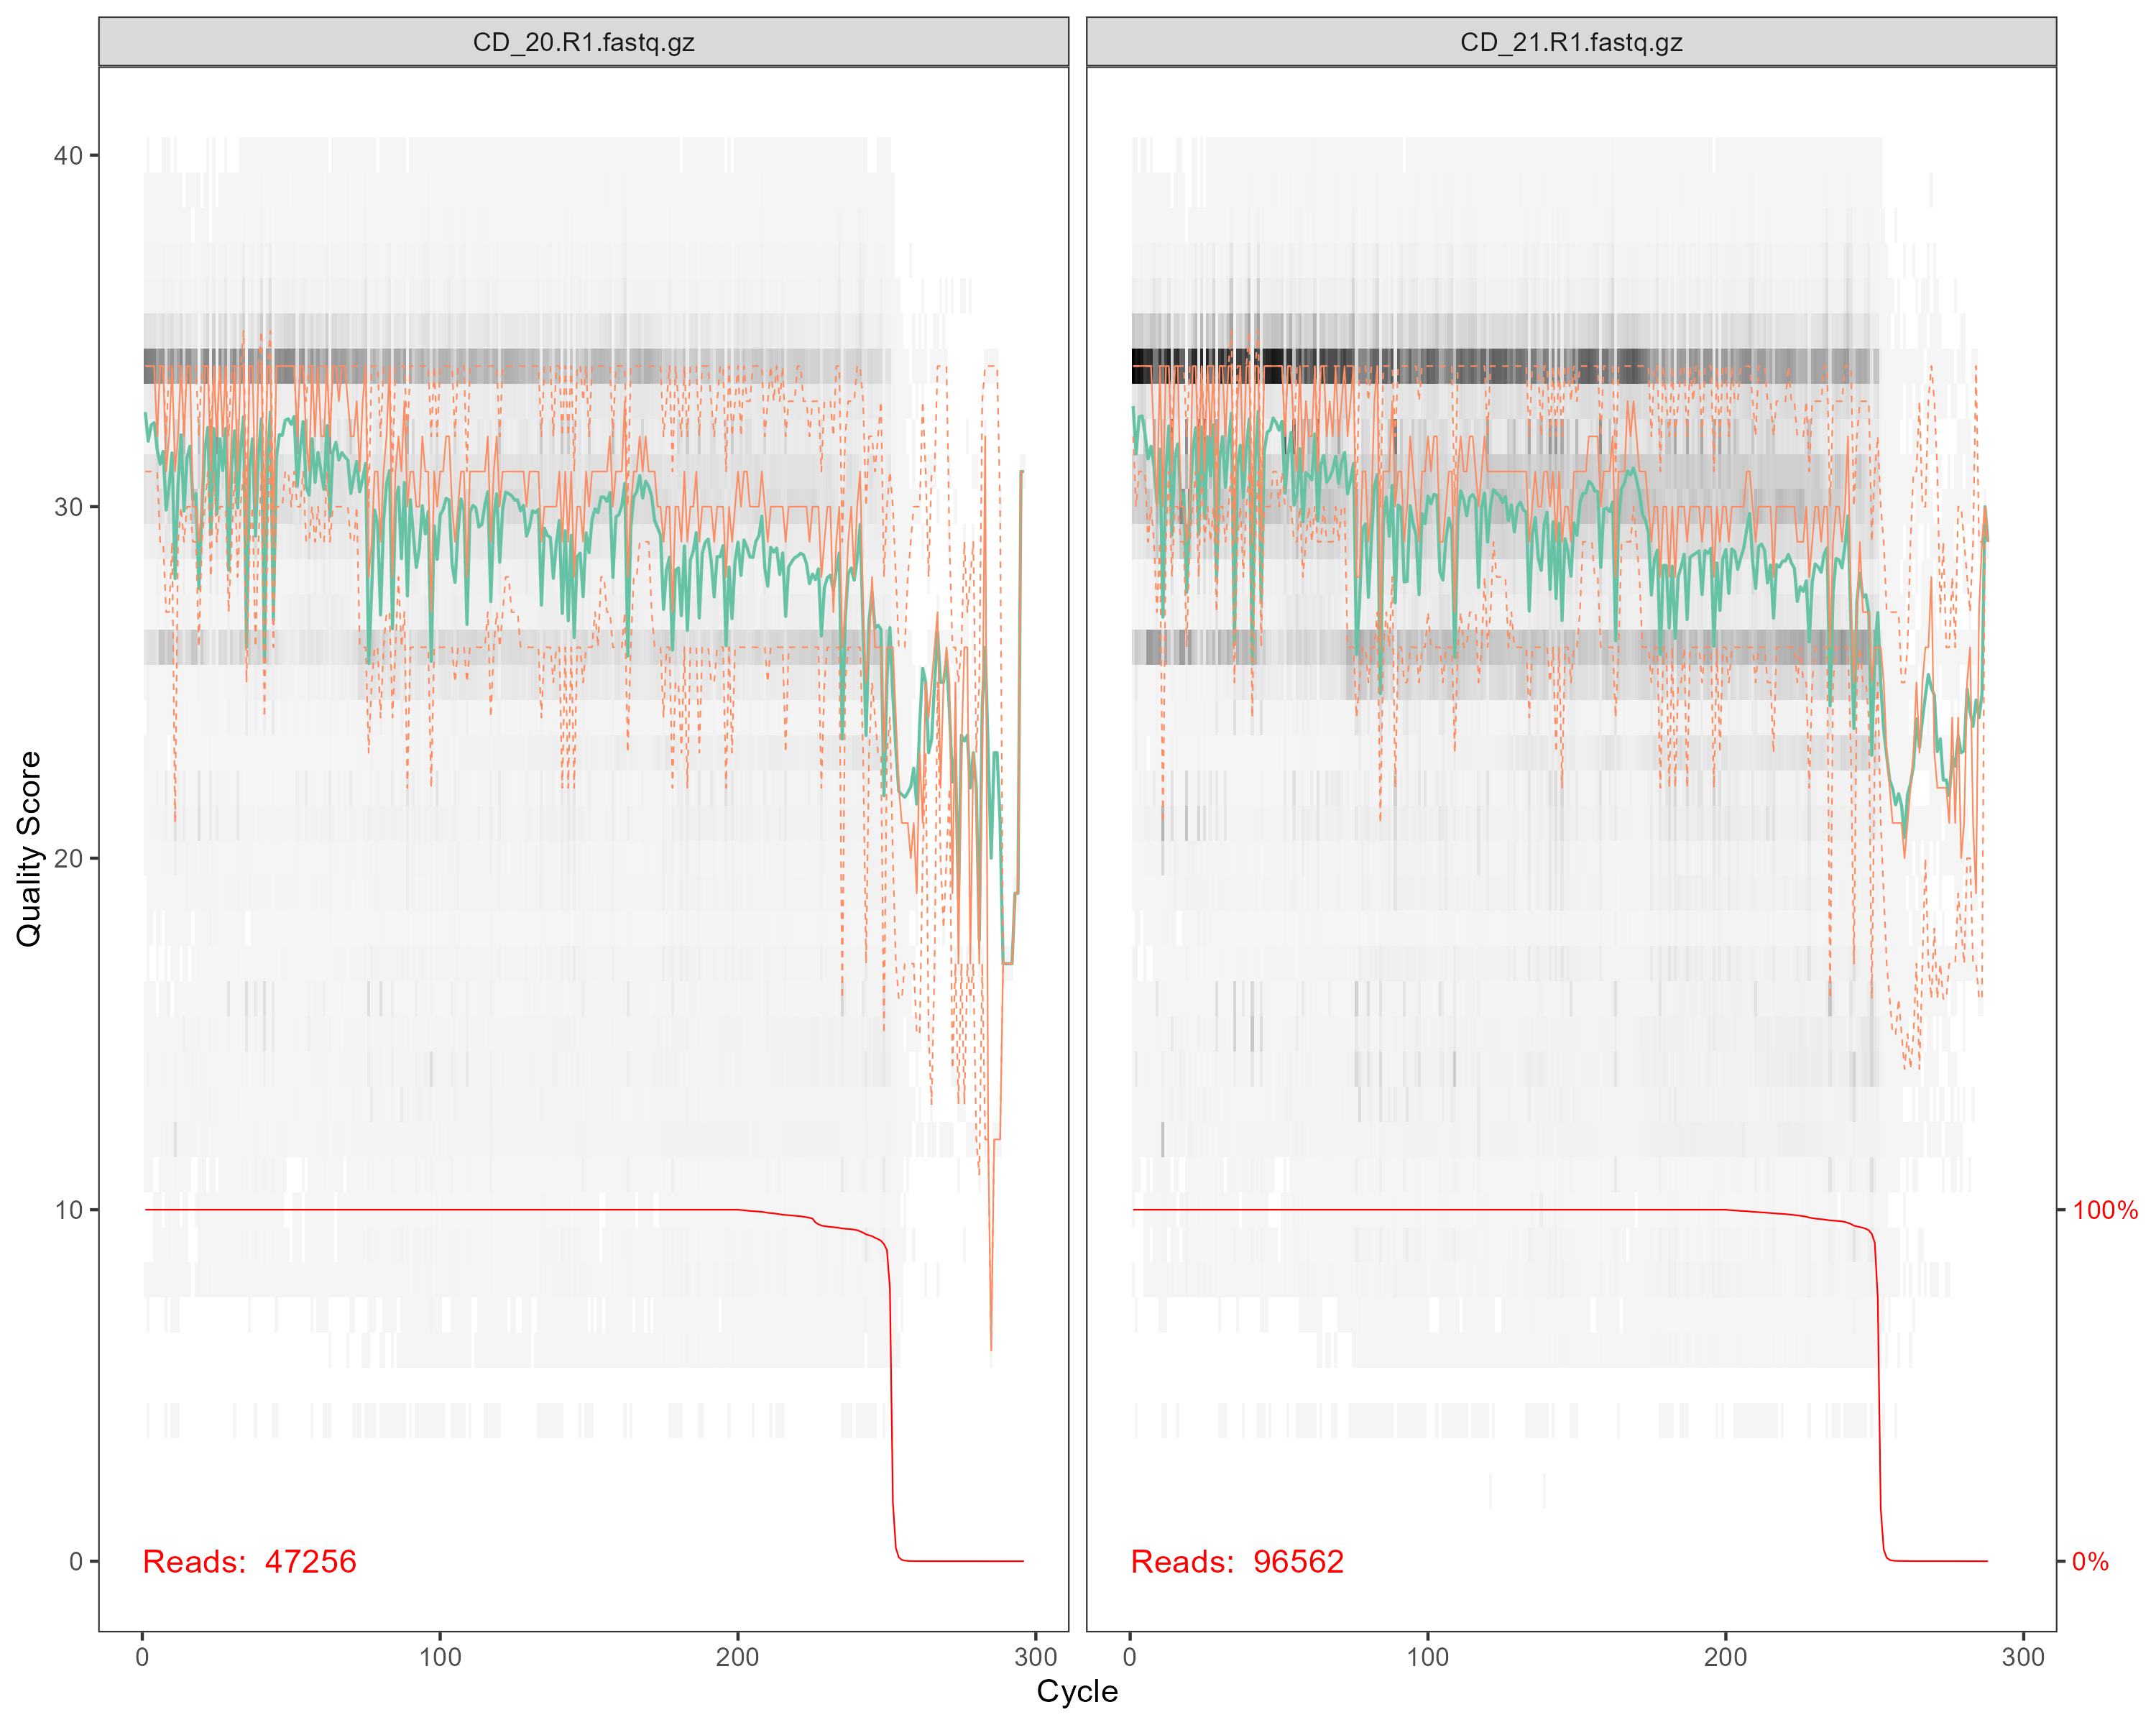 CD_20.R1.fastq.gz
CD_21.R1.fastq.gz
Quality Score
40
30
20
10
0
100%
0%
Reads: 47256
Reads: 96562
0 100 200 300
0 100 200 300
Cycle